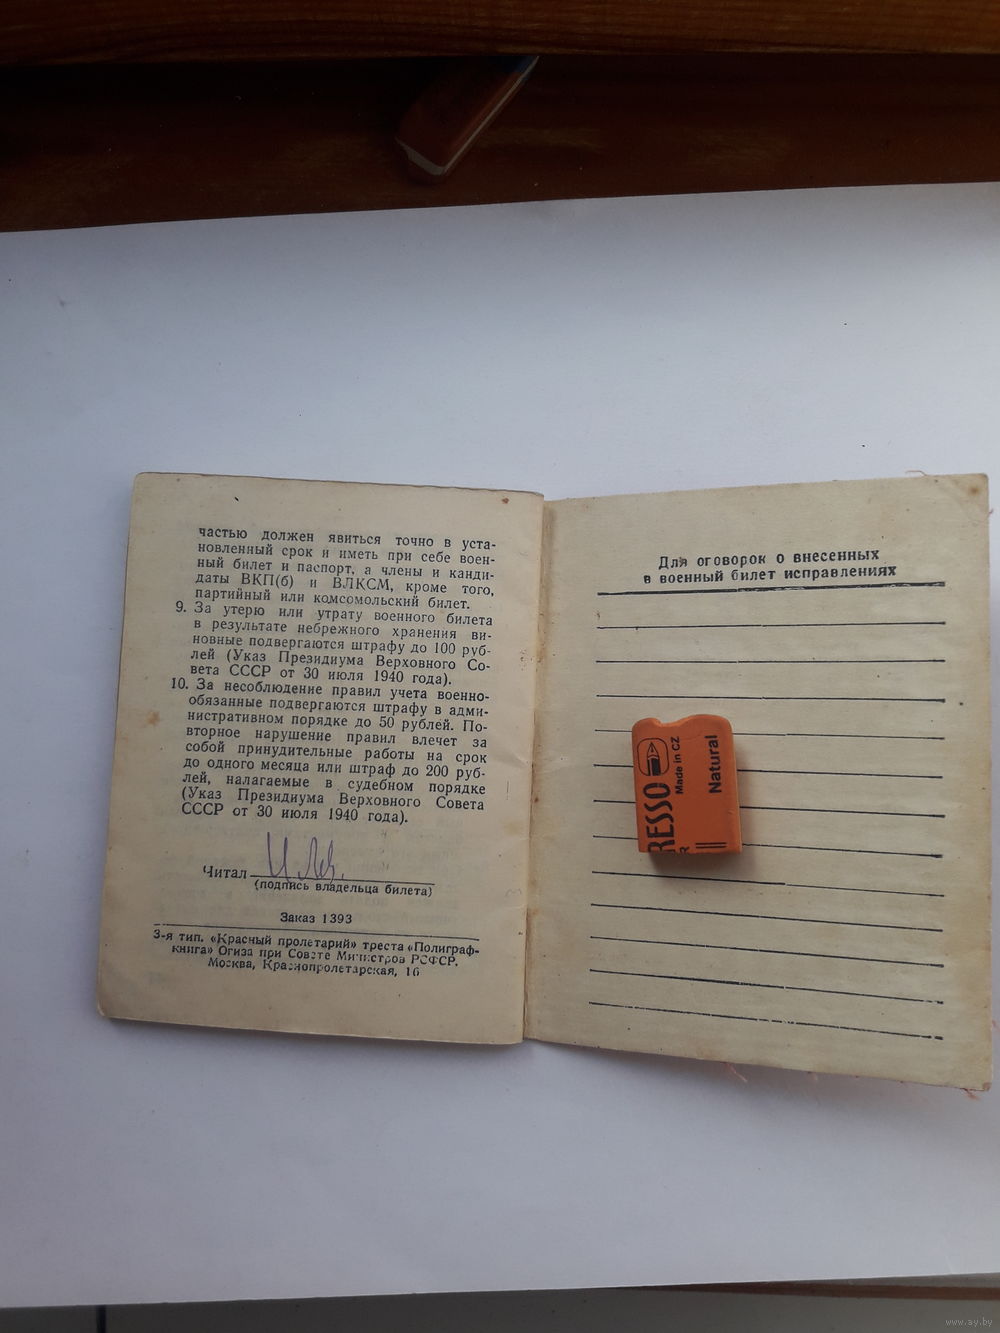 частью должен явиться точно в уста-
новленный срок и иметь при себе воен-
ный билет и паспорт, а члены и канди-
даты ВКП(б) и ВЛКСМ, кроме того,
партийный или комсомольский билет.
9. За утерю или утрату военного билета
в результате небрежного хранения ви-
новные подвергаются штрафу до 100 руб-
лей (Указ Президиума Верховного Со-
вета СССР от 30 июля 1940 года).
10. За несоблюдение правил учета военно-
обязанные подвергаются штрафу в адми-
нистративном порядке до 50 рублей. По-
вторное нарушение правил влечет за
собой принудительные работы на срок
до одного месяца или штраф до 200 руб-
лей, налагаемые в судебном порядке
(Указ Президиума Верховного Совета
СССР от 30 июля 1940 года).
Читал
(подпись владельца билета)
Заказ 1393
3-я тип. «Красный пролетарий» треста «Полиграф-
книга» Огиза при Совете Министров РСФСР.
Москва, Краснопролетарская, 16
Для оговорок о внесенных
в военный билет исправлениях
RESSO
Made in CZ
Natural
www.ay.by